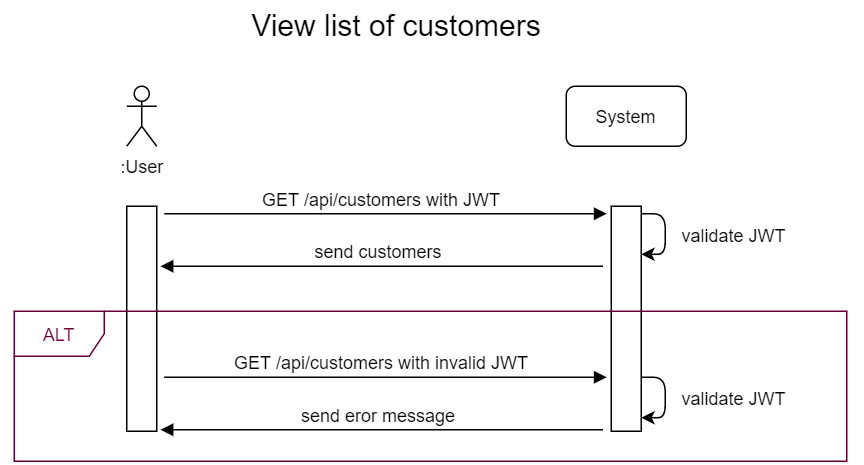 View list of customers
System
:User
GET /api/customers with JWT
validate JWT
send customers
ALT
GET /api/customers with invalid JWT
validate JWT
send eror message